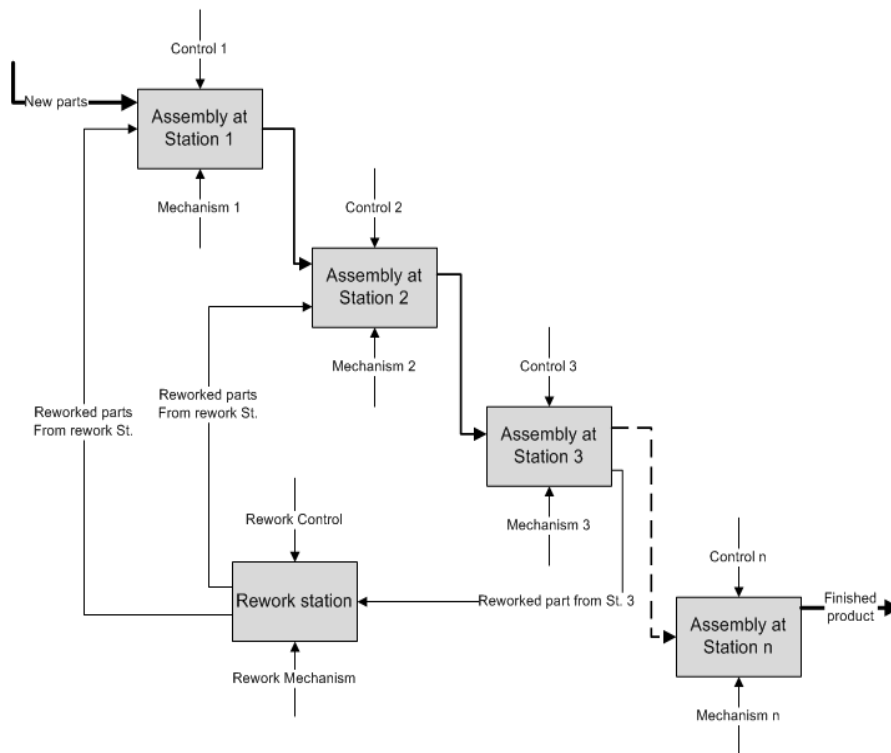 Control 1
New parts
Assembly at
Station 1
Mechanism 1
Control 2
Assembly at
Station 2
Mechanism 2
Control 3
Reworked parts
From rework St.
Reworked parts
From rework St.
Assembly at
Station 3
Mechanism 3
Rework Control
Rework station
Reworked part from St. 3
Rework Mechanism
Control n
Finished
product
Assembly at
Station n
Mechanism n